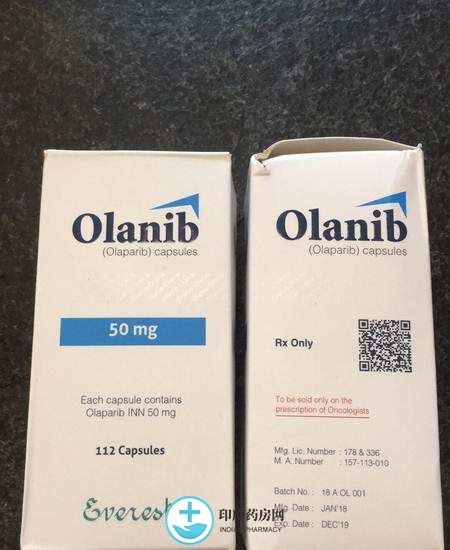 Olanib
(Olaparib) capsules
50 mg
Each capsule contains
Olaparib INN 50 mg
112 Capsules
Everest
Olanib
(Olaparib) capsules
Rx Only
To be sold only on the
prescription of Oncologists
Mfg. Lic. Number : 178 & 336
M. A. Number : 157-113-010
Batch No. : 18 A OL 001
Mfg. Date : JAN'18
Exp. Date : DEC'19
印度药房网
INDIA PHARMACY